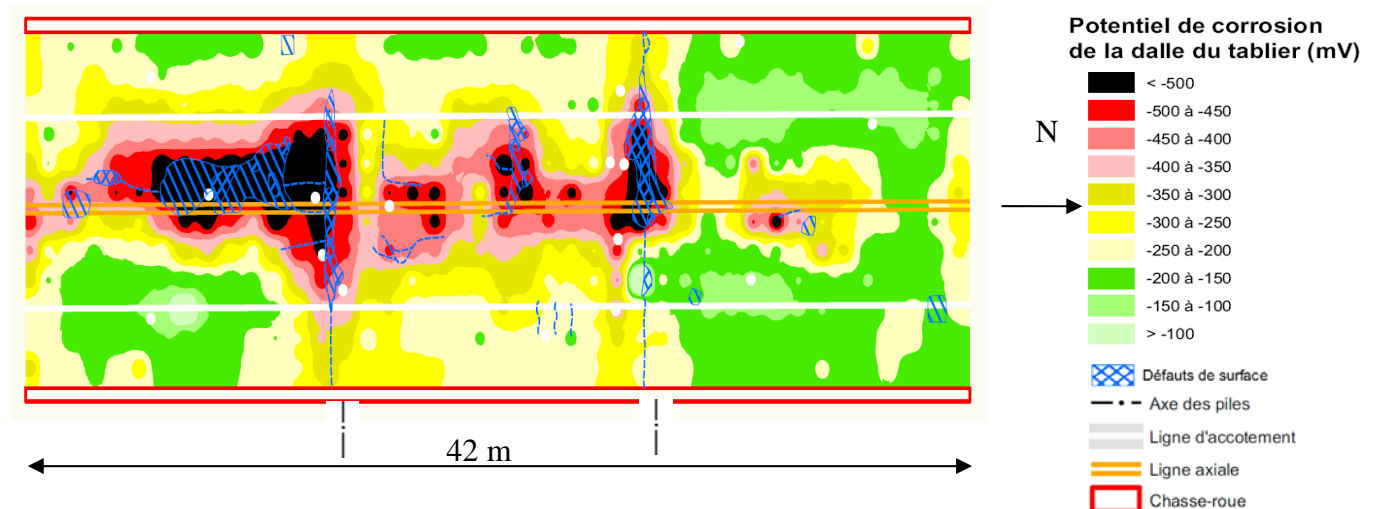 Potentiel de corrosion
de la dalle du tablier (mV)
< -500
-500 à -450
-450 à -400
-400 à -350
-350 à -300
-300 à -250
-250 à -200
-200 à -150
-150 à -100
> -100
N
Défauts de surface
Axe des piles
Ligne d'accotement
Ligne axiale
Chasse-roue
42 m